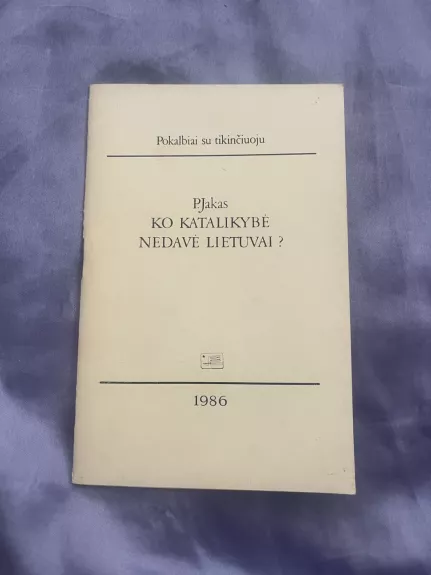 Pokalbiai su tikinčiuoju
P.Jakas
KO KATALIKYBĖ
NEDAVĖ LIETUVAI ?
1986